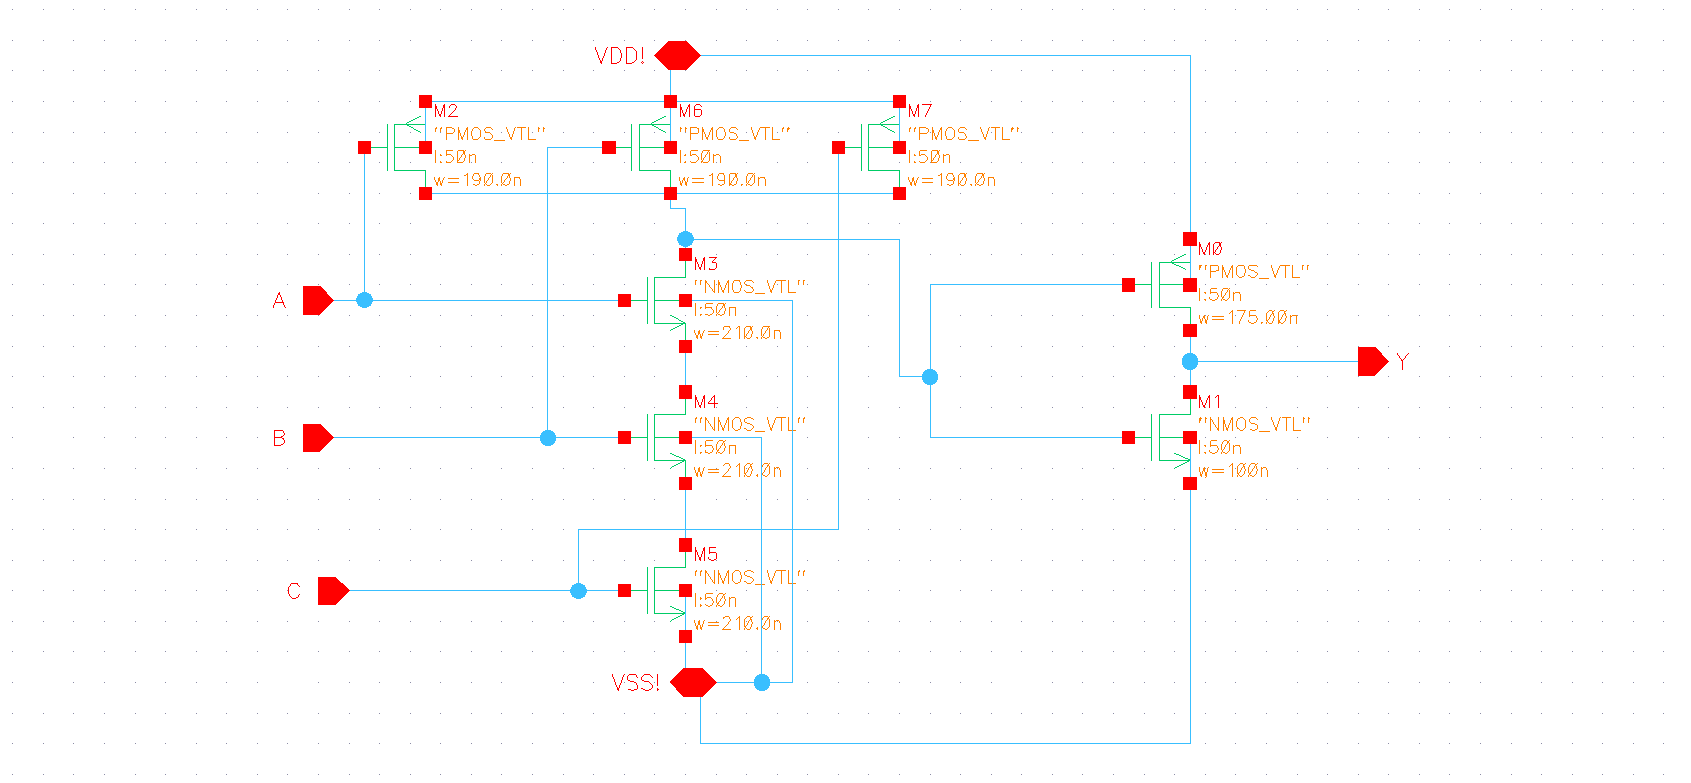 VDD!
M2
"PMOS_VTL"
l:50n
w=190.0n
M6
"PMOS_VTL"
l:50n
w=190.0n
M7
"PMOS_VTL"
l:50n
w=190.0n
M3
"NMOS_VTL"
l:50n
w=210.0n
A
M0
"PMOS_VTL"
l:50n
w=175.00n
Y
M4
"NMOS_VTL"
l:50n
w=210.0n
B
M1
"NMOS_VTL"
l:50n
w=100n
M5
"NMOS_VTL"
l:50n
w=210.0n
C
VSS!